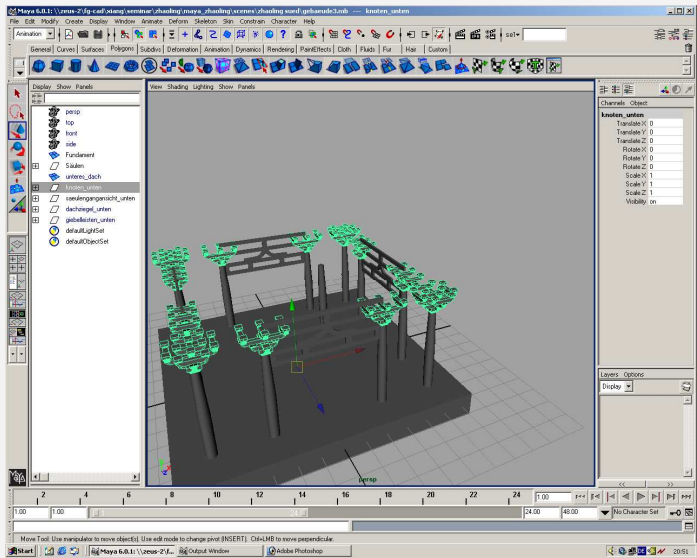 Maya 6.0.1: \\zeus-2\fg-cad\xiang\seminar\zhaoling\maya_zhaoling\scenes\zhaoling sued\gebaeude3.mb --- knoten_unten
File Edit Modify Create Display Window Animate Deform Skeleton Skin Constrain Character Help
Animation
sel
General Curves Surfaces Polygons Subdivs Deformation Animation Dynamics Rendering PaintEffects Cloth Fluids Fur Hair Custom
Display Show Panels
View Shading Lighting Show Panels
Channels Object
persp
top
front
side
Fundament
Säulen
unteres_dach
knoten_unten
saeulengangansicht_unten
dachziegel_unten
giebelleisten_unten
defaultLightSet
defaultObjectSet
knoten_unten
Translate X 0
Translate Y 0
Translate Z 0
Rotate X 0
Rotate Y 0
Rotate Z 0
Scale X 1
Scale Y 1
Scale Z 1
Visibility on
persp
Layers Options
Display
2 4 6 8 10 12 14 16 18 20 22 24
1.00
1.00 1.00 24 24.00 48.00 No Character Set
Move Tool: Use manipulator to move object(s). Use edit mode to change pivot (INSERT). Ctrl+LMB to move perpendicular.
Start Maya 6.0.1: \\zeus-2\f... Output Window Adobe Photoshop DE 20:51